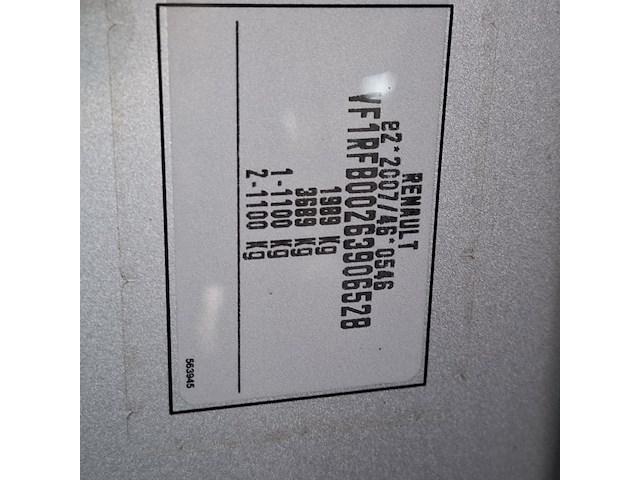 RENAULT
e2*2007/46*0546
VF1RFB00263906528
1989 Kg
3689 Kg
1-1100 Kg
2-1100 Kg
563945